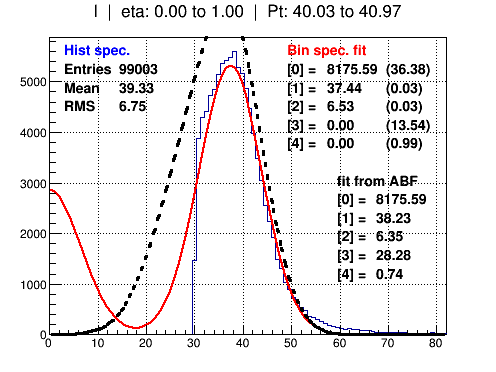 I | eta: 0.00 to 1.00 | Pt: 40.03 to 40.97
Hist spec.
Entries 99003
Mean 39.33
RMS 6.75
Bin spec. fit
[0] = 8175.59 (36.38)
[1] = 37.44 (0.03)
[2] = 6.53 (0.03)
[3] = 0.00 (13.54)
[4] = 0.00 (0.99)
fit from ABF
[0] = 8175.59
[1] = 38.23
[2] = 6.35
[3] = 28.28
[4] = 0.74
5000
4000
3000
2000
1000
0
0 10 20 30 40 50 60 70 80